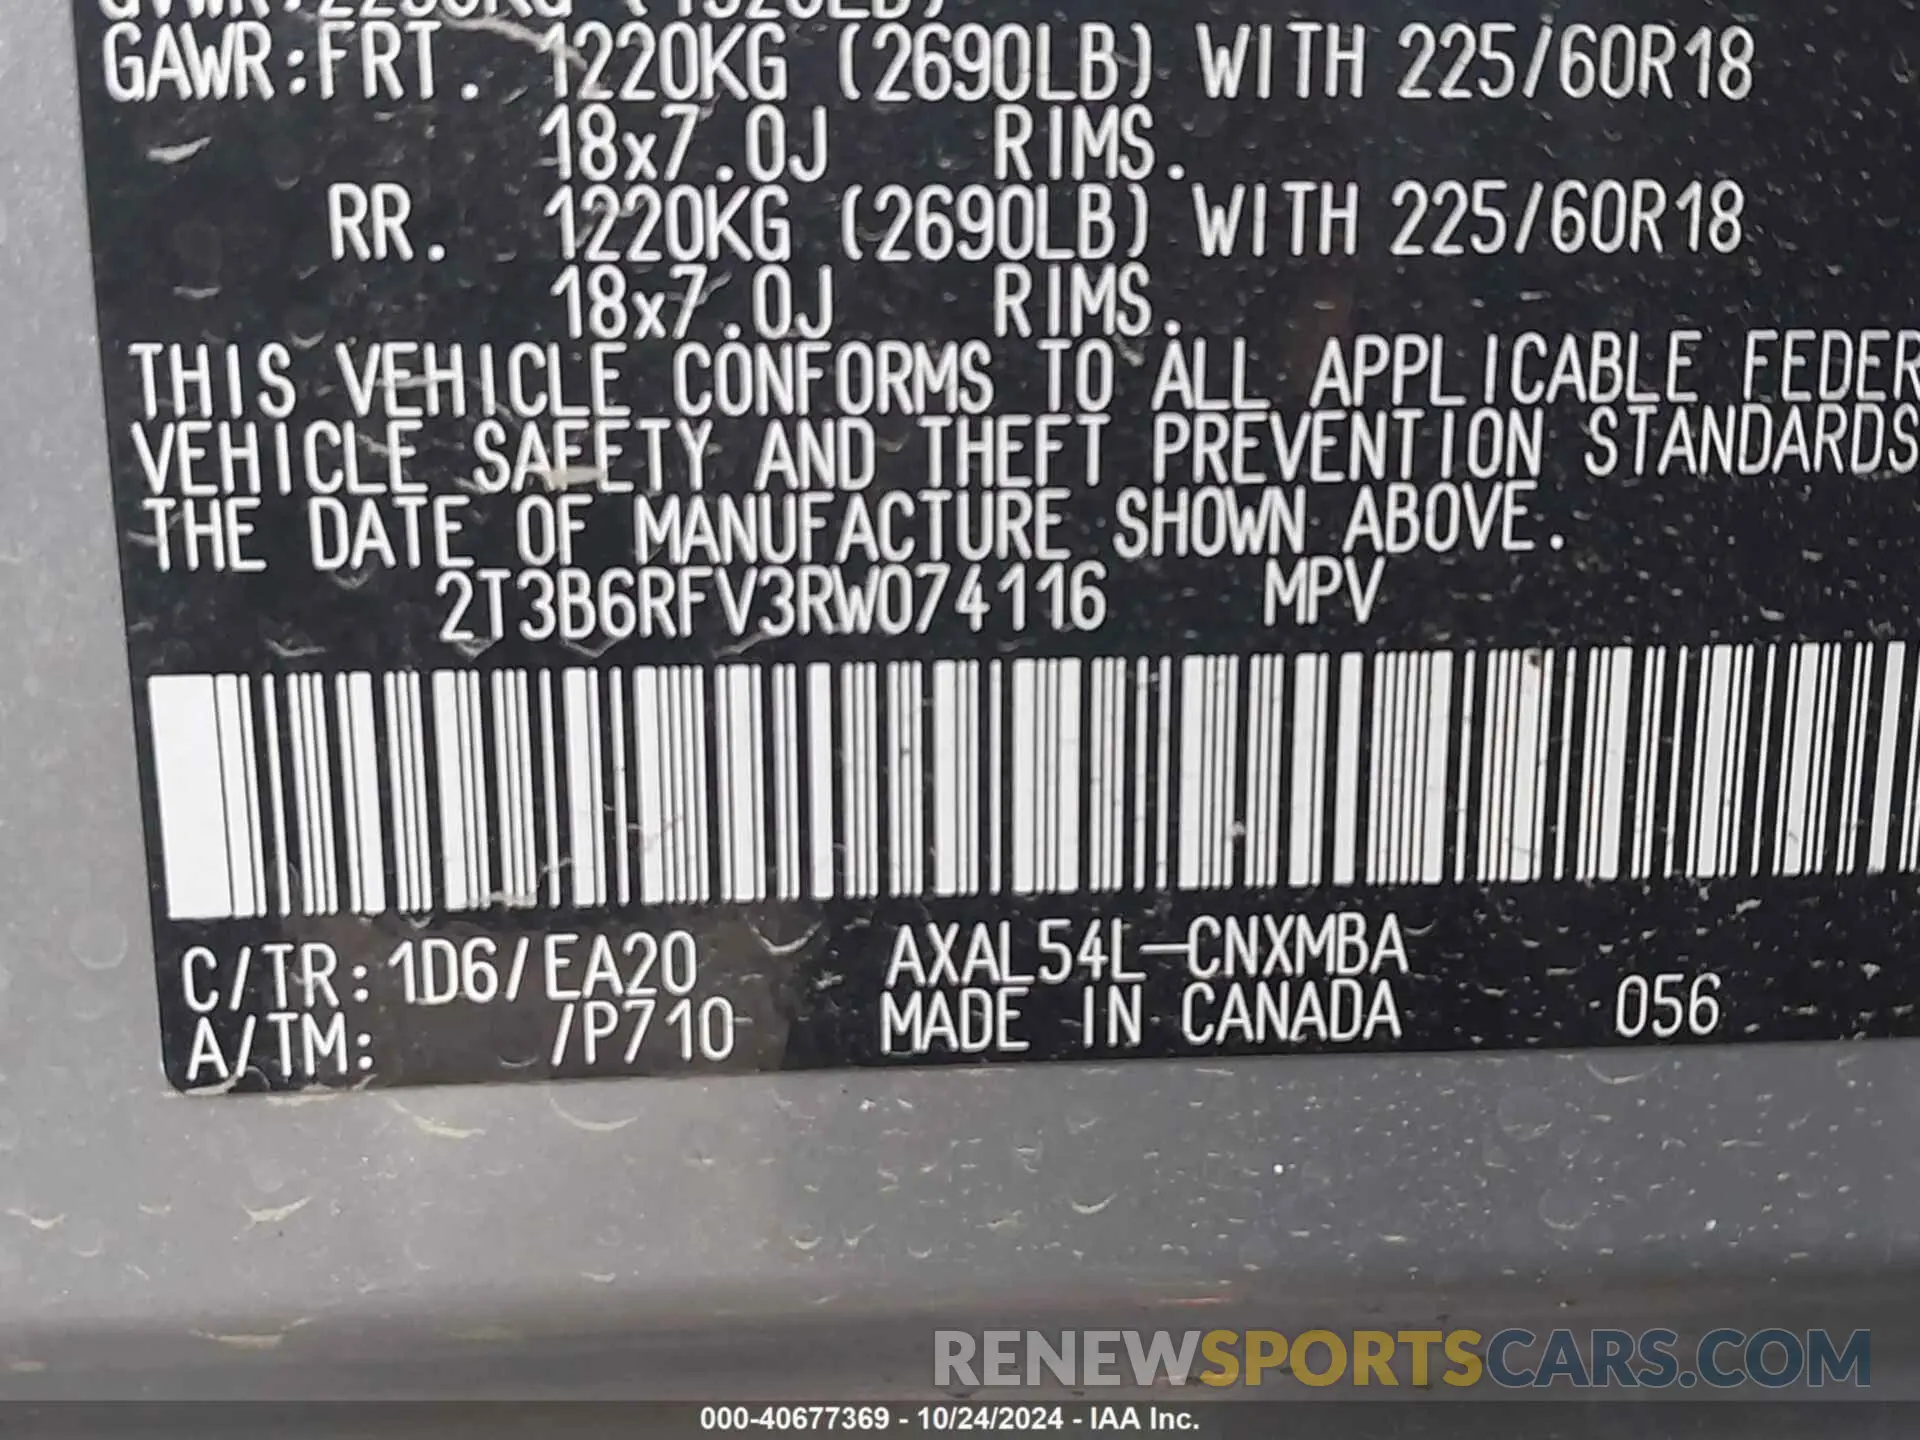 GAWR:FRT. 1220KG (2690LB) WITH 225/60R18
18x7.0J RIMS.
RR. 1220KG (2690LB) WITH 225/60R18
18x7.0J RIMS.
THIS VEHICLE CONFORMS TO ALL APPLICABLE FEDER
VEHICLE SAFETY AND THEFT PREVENTION STANDARDS
THE DATE OF MANUFACTURE SHOWN ABOVE.
2T3B6RFV3RW074116 MPV
C/TR:1D6/EA20 AXAL54L-CNXMBA
A/TM: /P710 MADE IN CANADA 056
RENEWSPORTSCARS.COM
000-40677369 - 10/24/2024 - IAA Inc.